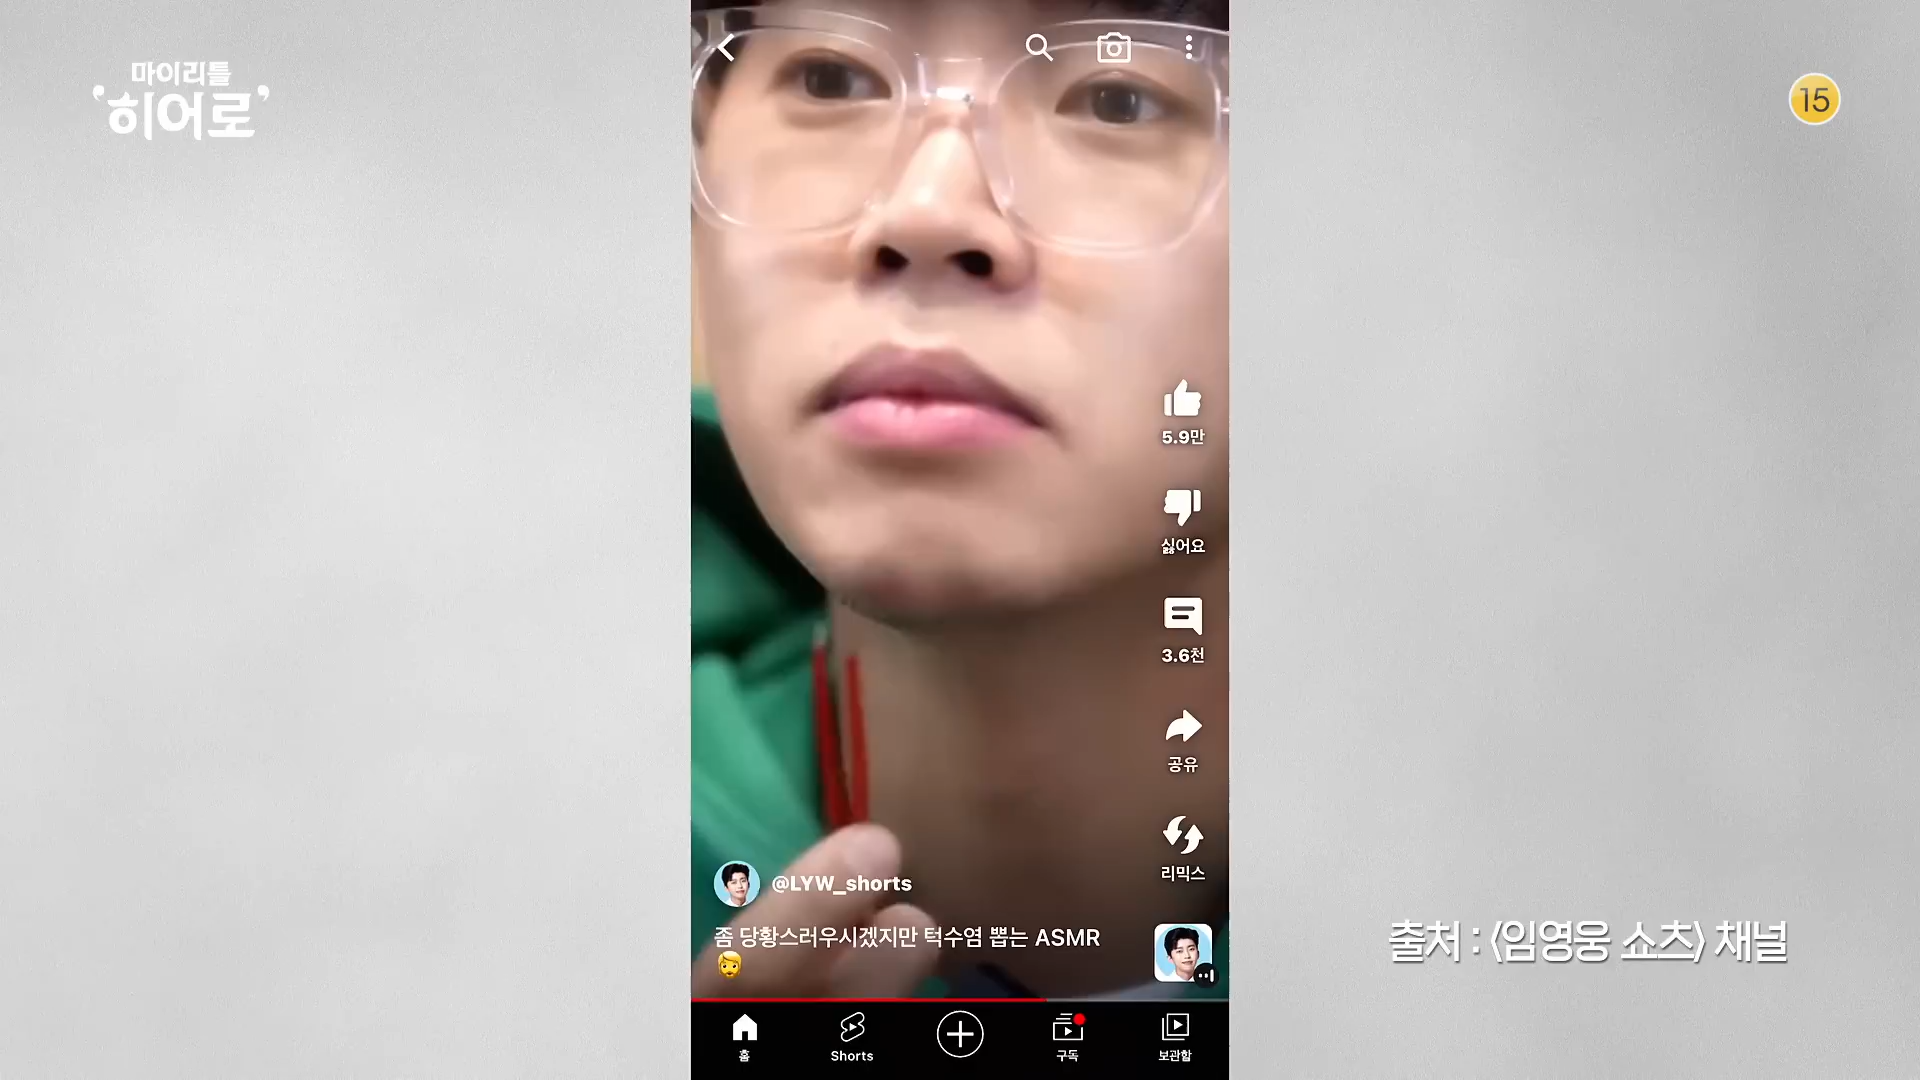 마이리틀
'히어로'
15
5.9만
싫어요
3.6천
공유
리믹스
@LYW_shorts
좀 당황스러우시겠지만 턱수염 뽑는 ASMR
출처 : 〈임영웅 쇼츠〉 채널
홈
Shorts
구독
보관함